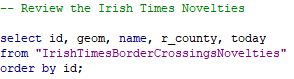 -- Review the Irish Times Novelties
select id, geom, name, r_county, today
from "IrishTimesBorderCrossingsNovelties"
order by id;